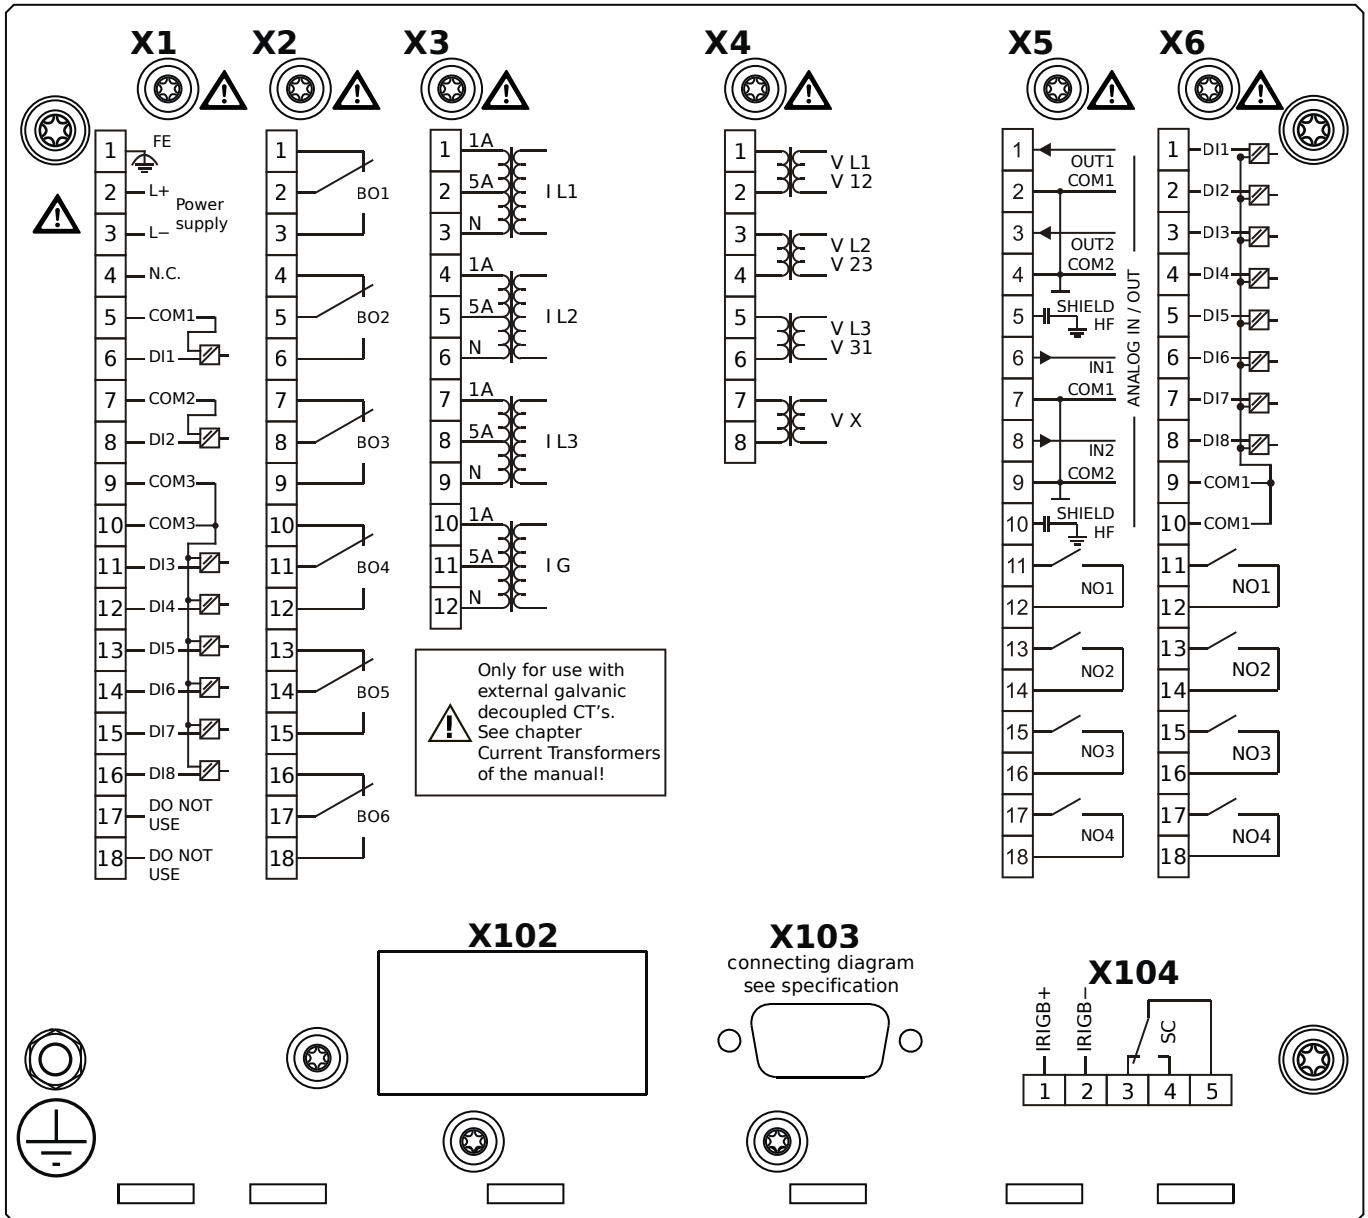 X1
X2
X3
X4
X5
X6
1 FE
2 L+
Power
supply
3 L−
4 N.C.
5 COM1
6 DI1
7 COM2
8 DI2
9 COM3
10 COM3
11 DI3
12 DI4
13 DI5
14 DI6
15 DI7
16 DI8
17 DO NOT
USE
18 DO NOT
USE
1
2 BO1
3
4
5 BO2
6
7
8 BO3
9
10
11 BO4
12
13
14 BO5
15
16
17 BO6
18
1 1A
2 5A I L1
3 N
4 1A
5 5A I L2
6 N
7 1A
8 5A I L3
9 N
10 1A
11 5A I G
12 N
Only for use with
external galvanic
decoupled CT's.
See chapter
Current Transformers
of the manual!
1 V L1
2 V 12
3 V L2
4 V 23
5 V L3
6 V 31
7 V X
8
1 OUT1
2 COM1
3 OUT2
4 COM2
5 SHIELD
HF
6 IN1
7 COM1
8 IN2
9 COM2
10 SHIELD
HF
ANALOG IN / OUT
11
NO1
12
13
NO2
14
15
NO3
16
17
NO4
18
1 DI1
2 DI2
3 DI3
4 DI4
5 DI5
6 DI6
7 DI7
8 DI8
9 COM1
10 COM1
11
NO1
12
13
NO2
14
15
NO3
16
17
NO4
18
X102
X103
connecting diagram
see specification
X104
IRIGB+
IRIGB−
SC
1 2 3 4 5